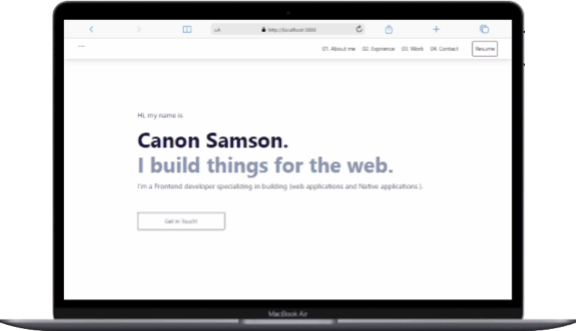 http://localhost:3000
01. About me 02. Experience 03. Work 04. Contact Resume
Hi, my name is
Canon Samson.
I build things for the web.
I'm a Frontend developer specializing in building (web applications and Native applications ).
Get in Touch!
MacBook Air